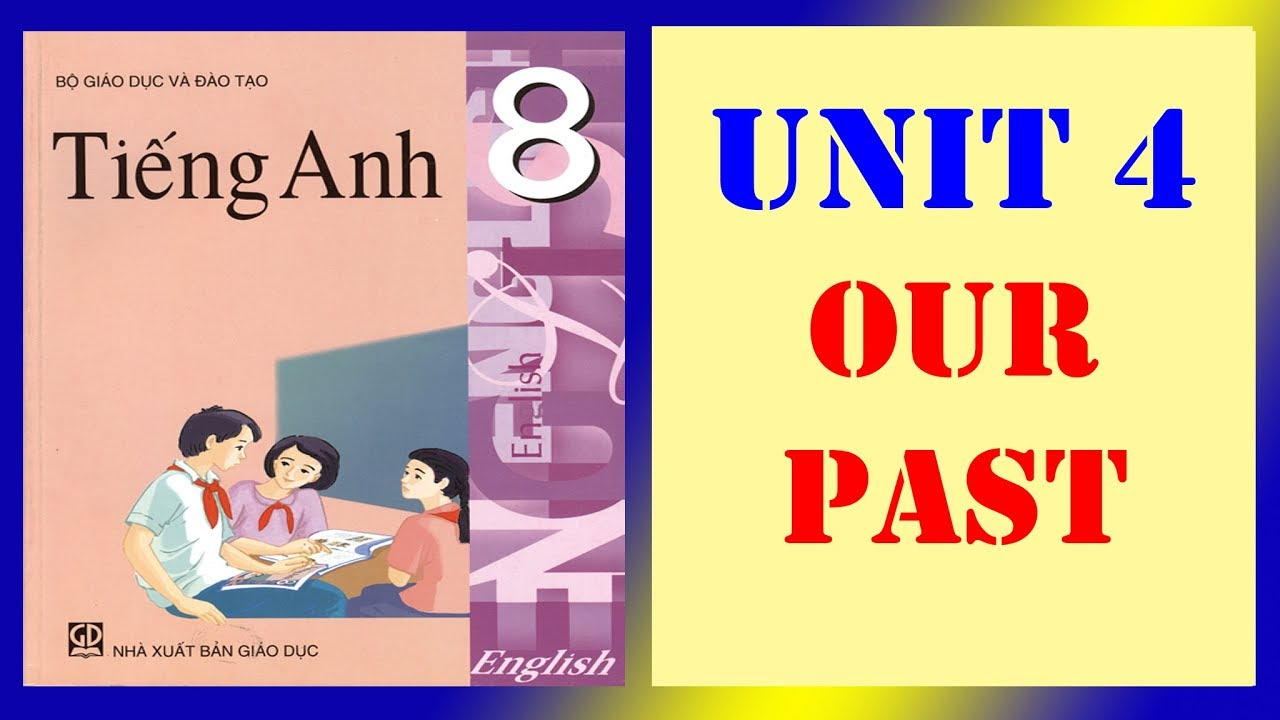 BỘ GIÁO DỤC VÀ ĐÀO TẠO
Tiếng Anh
8
English
English
GD
NHÀ XUẤT BẢN GIÁO DỤC
UNIT 4
OUR
PAST